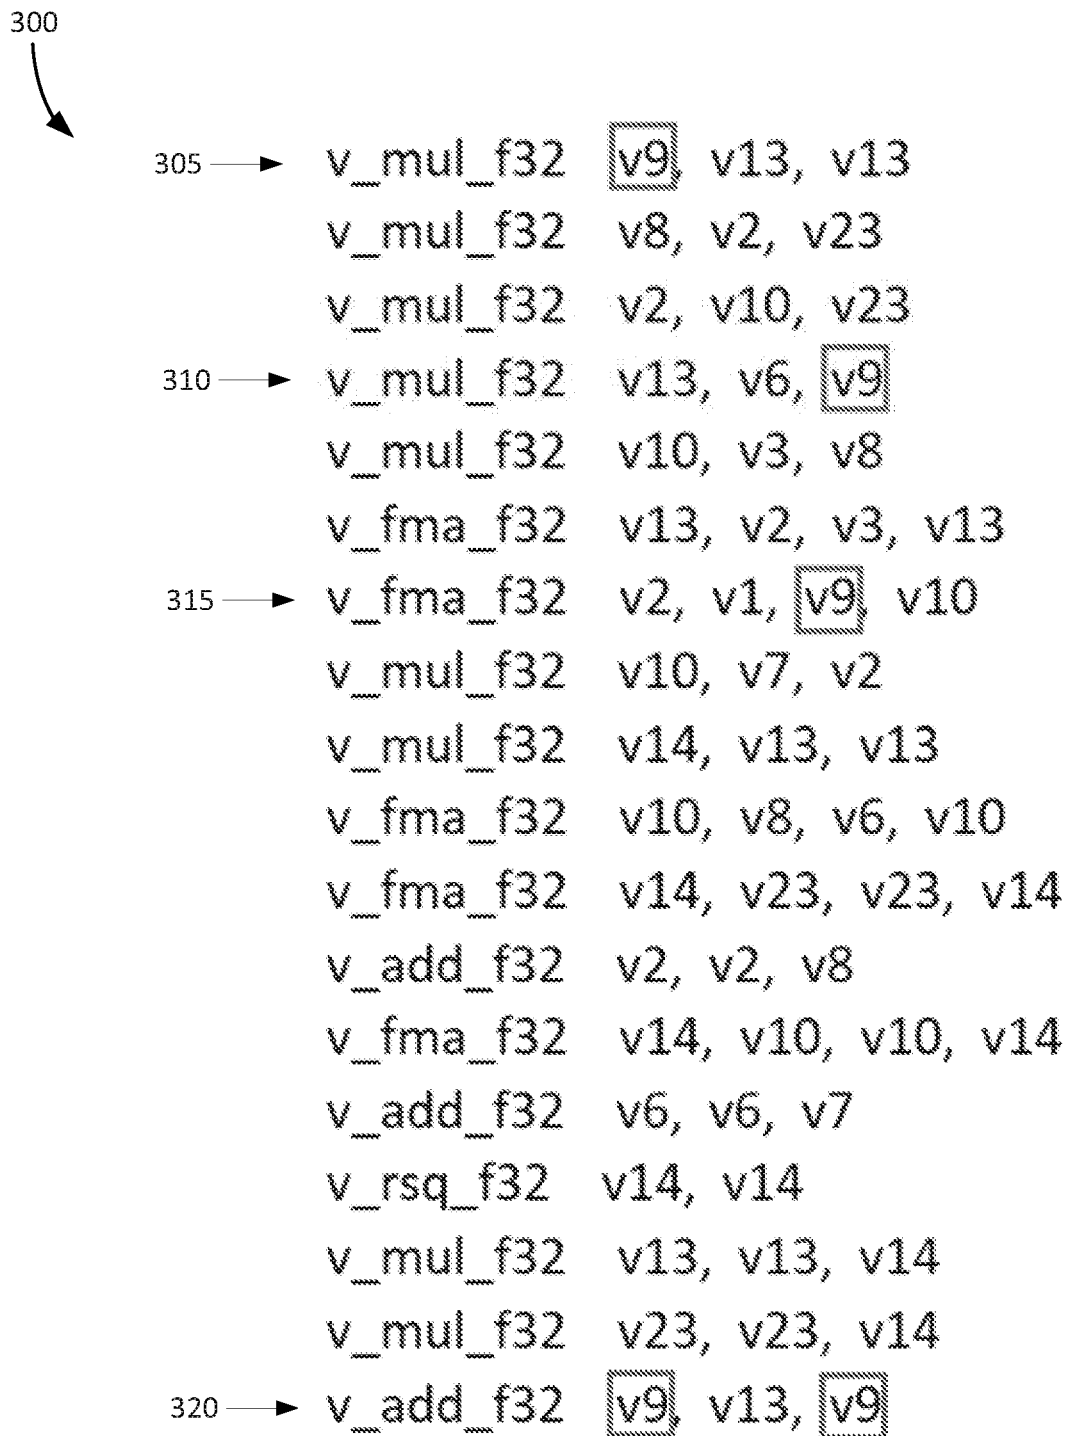 300
305 v_mul_f32 v9, v13, v13
v_mul_f32 v8, v2, v23
v_mul_f32 v2, v10, v23
310 v_mul_f32 v13, v6, v9
v_mul_f32 v10, v3, v8
v_fma_f32 v13, v2, v3, v13
315 v_fma_f32 v2, v1, v9, v10
v_mul_f32 v10, v7, v2
v_mul_f32 v14, v13, v13
v_fma_f32 v10, v8, v6, v10
v_fma_f32 v14, v23, v23, v14
v_add_f32 v2, v2, v8
v_fma_f32 v14, v10, v10, v14
v_add_f32 v6, v6, v7
v_rsq_f32 v14, v14
v_mul_f32 v13, v13, v14
v_mul_f32 v23, v23, v14
320 v_add_f32 v9, v13, v9